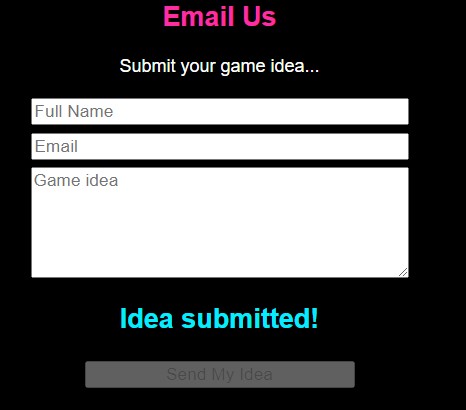 Email Us
Submit your game idea...
Full Name
Email
Game idea
Idea submitted!
Send My Idea